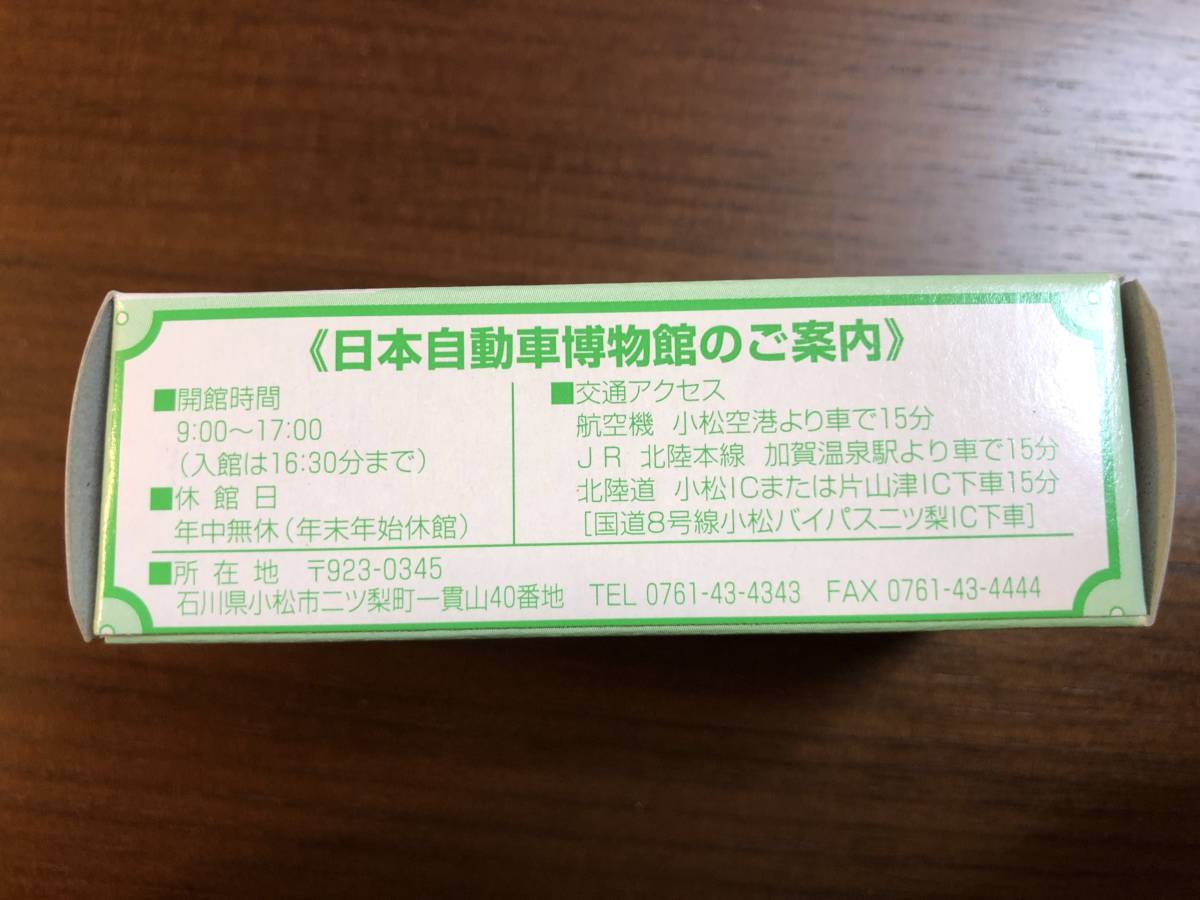 《日本自動車博物館のご案内》
■開館時間
9:00〜17:00
(入館は16:30分まで)
■休館日
年中無休(年末年始休館)
■交通アクセス
航空機 小松空港より車で15分
JR 北陸本線 加賀温泉駅より車で15分
北陸道 小松ICまたは片山津IC下車15分
[国道8号線小松バイパス二ツ梨IC下車]
■所在地 〒923-0345
石川県小松市二ツ梨町一貫山40番地 TEL 0761-43-4343 FAX 0761-43-4444